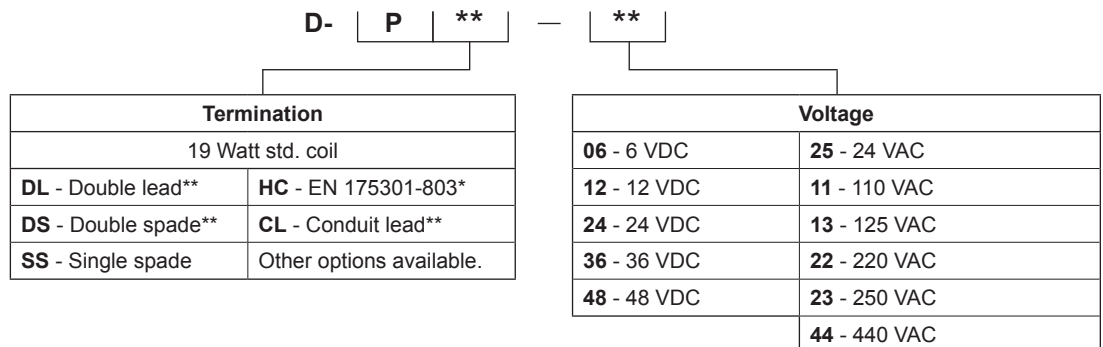 D- P ** — **
Termination
19 Watt std. coil
DL - Double lead** HC - EN 175301-803*
DS - Double spade** CL - Conduit lead**
SS - Single spade Other options available.
Voltage
06 - 6 VDC 25 - 24 VAC
12 - 12 VDC 11 - 110 VAC
24 - 24 VDC 13 - 125 VAC
36 - 36 VDC 22 - 220 VAC
48 - 48 VDC 23 - 250 VAC
44 - 440 VAC